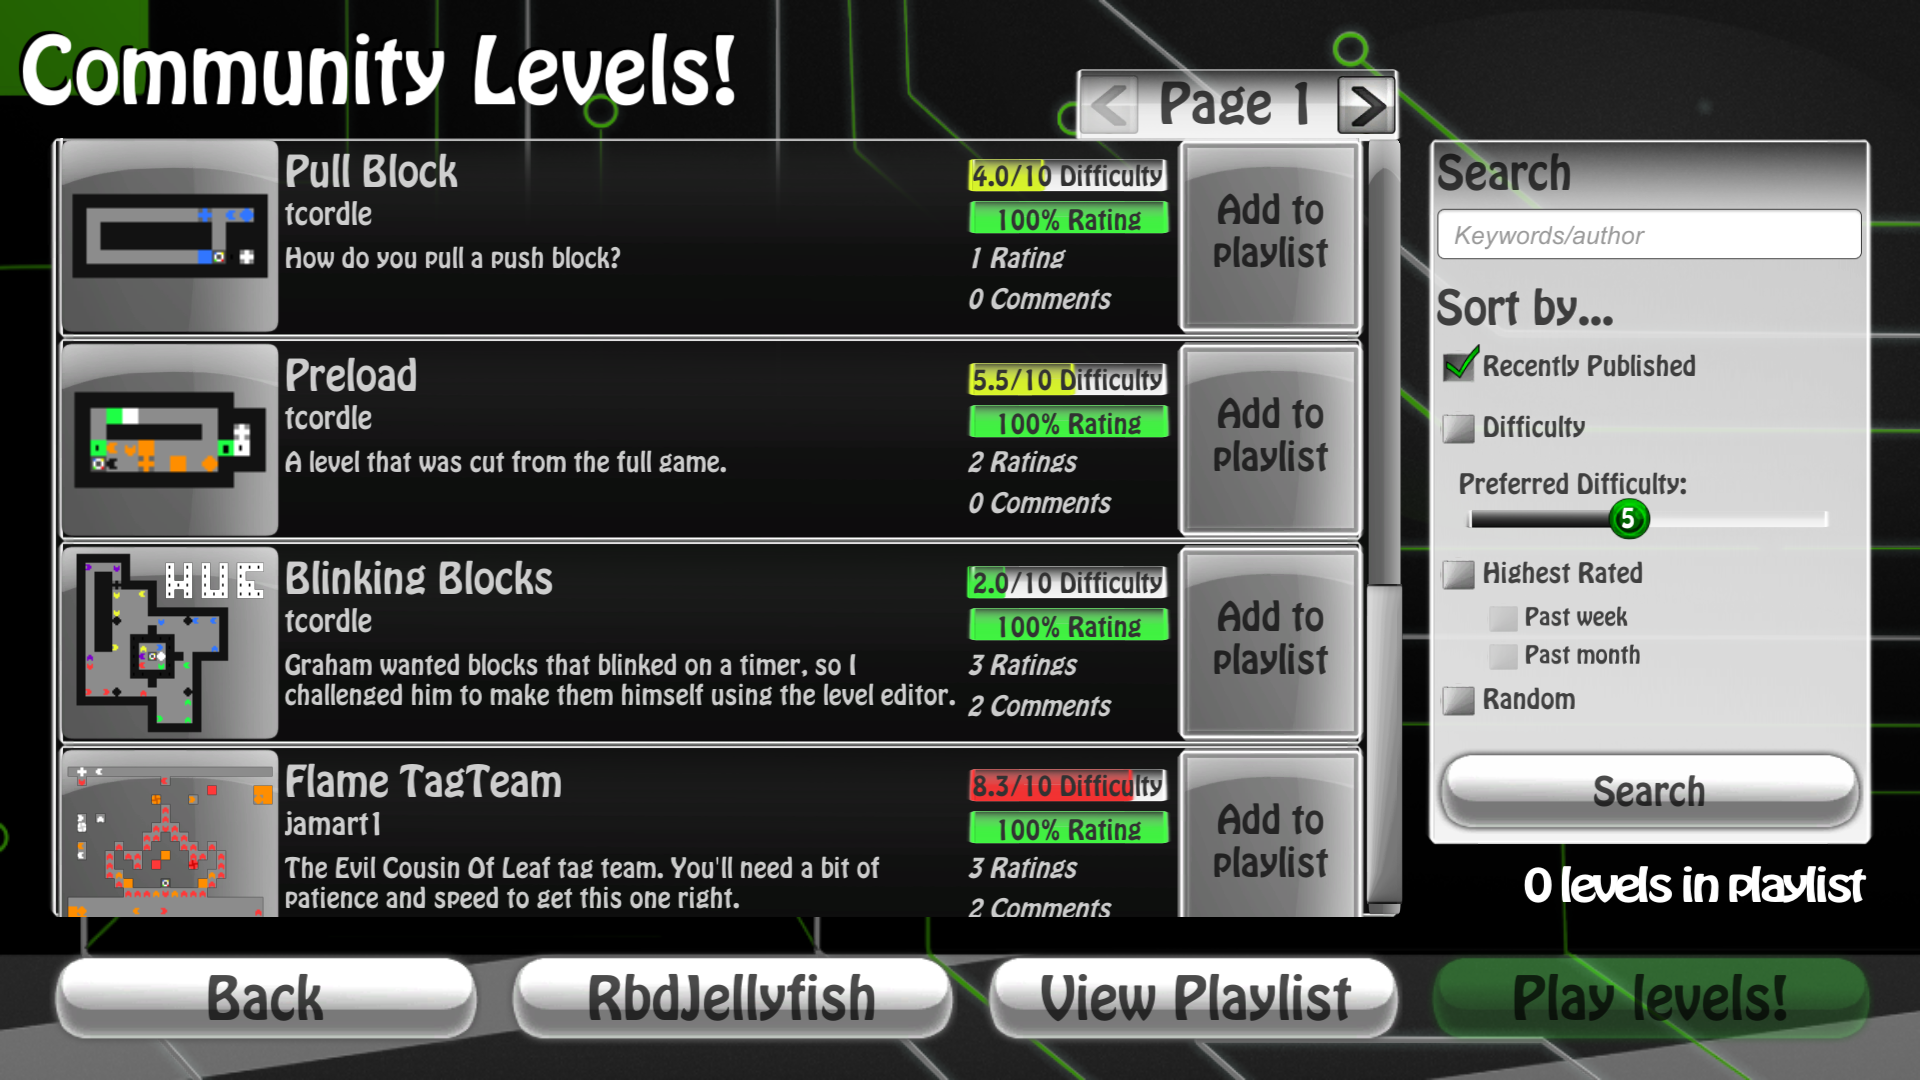 Community Levels!
< Page 1 >
Pull Block
tcordle
How do you pull a push block?
4.0/10 Difficulty
100% Rating
1 Rating
0 Comments
Add to
playlist
Preload
tcordle
A level that was cut from the full game.
5.5/10 Difficulty
100% Rating
2 Ratings
0 Comments
Add to
playlist
HUE
Blinking Blocks
tcordle
Graham wanted blocks that blinked on a timer, so I
challenged him to make them himself using the level editor.
2.0/10 Difficulty
100% Rating
3 Ratings
2 Comments
Add to
playlist
Flame TagTeam
jamart1
The Evil Cousin Of Leaf tag team. You'll need a bit of
patience and speed to get this one right.
8.3/10 Difficulty
100% Rating
3 Ratings
2 Comments
Add to
playlist
Search
Keywords/author
Sort by...
Recently Published
Difficulty
Preferred Difficulty:
5
Highest Rated
Past week
Past month
Random
Search
0 levels in playlist
Back
RbdJellyfish
View Playlist
Play levels!